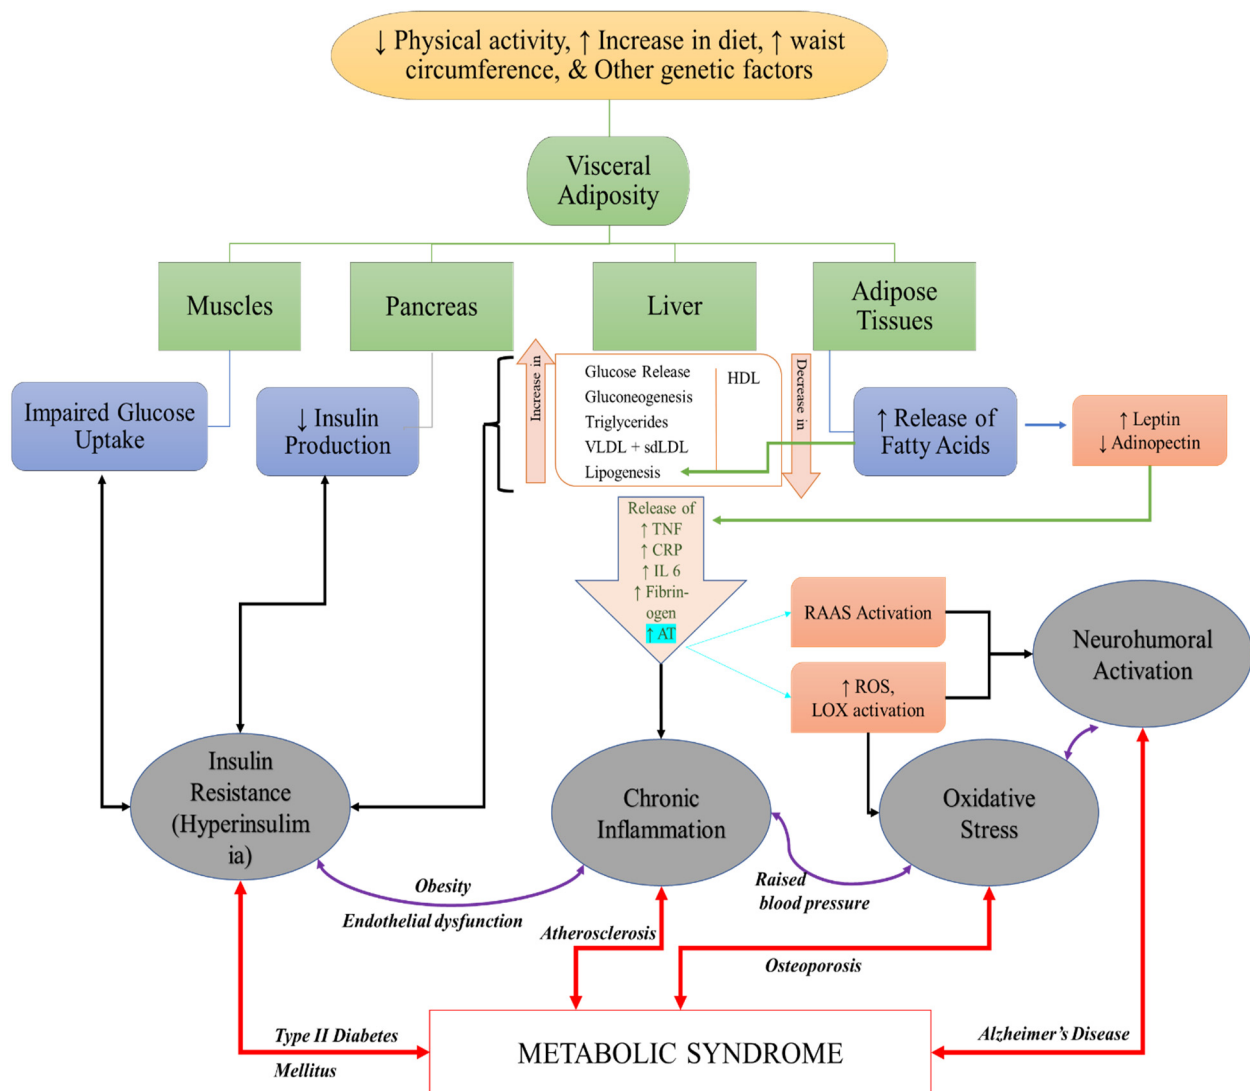 ↓ Physical activity, ↑ Increase in diet, ↑ waist
circumference, & Other genetic factors
Visceral
Adiposity
Muscles
Pancreas
Liver
Adipose
Tissues
Impaired Glucose
Uptake
↓ Insulin
Production
Increase in
Glucose Release
Gluconeogenesis
Triglycerides
VLDL + sdLDL
Lipogenesis
HDL
Decrease in
↑ Release of
Fatty Acids
↑ Leptin
↓ Adinopectin
Release of
↑ TNF
↑ CRP
↑ IL 6
↑ Fibrin-
ogen
↑ AT
RAAS Activation
↑ ROS,
LOX activation
Neurohumoral
Activation
Insulin
Resistance
(Hyperinsulim
ia)
Chronic
Inflammation
Oxidative
Stress
Obesity
Endothelial dysfunction
Raised
blood pressure
Atherosclerosis
Osteoporosis
Type II Diabetes
Mellitus
Alzheimer's Disease
METABOLIC SYNDROME